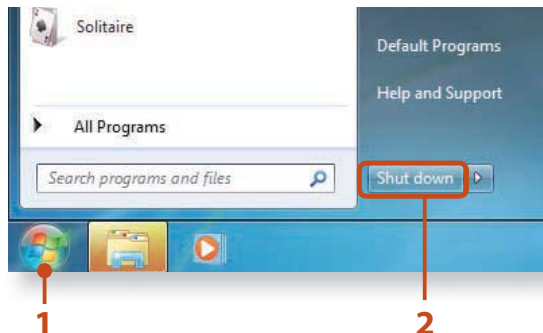 Solitaire
Default Programs
Help and Support
All Programs
Search programs and files
Shut down
1
2